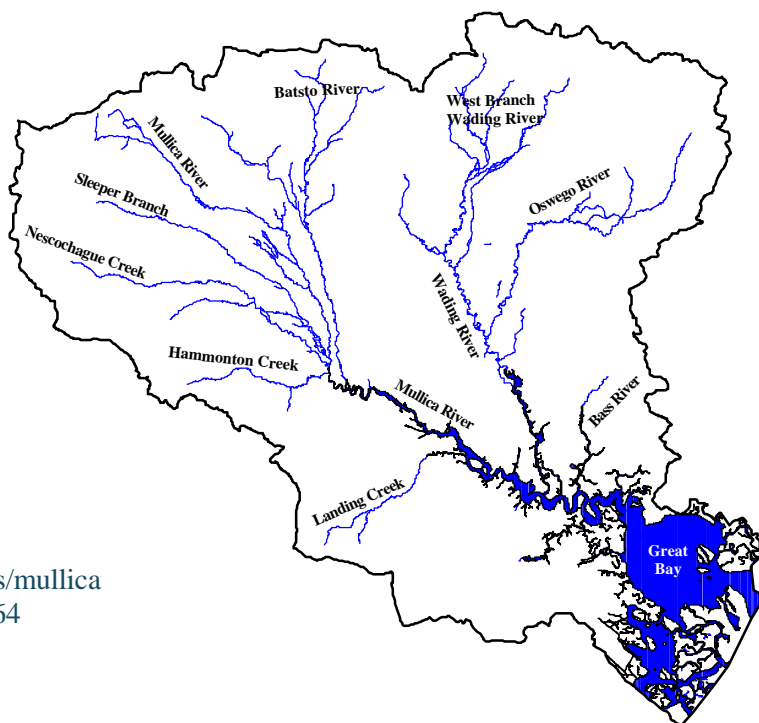 Batsto River
West Branch
Wading River
Mullica River
Sleeper Branch
Oswego River
Nescochague Creek
Wading River
Hammonton Creek
Mullica River
Bass River
Landing Creek
Great
Bay
s/mullica
64